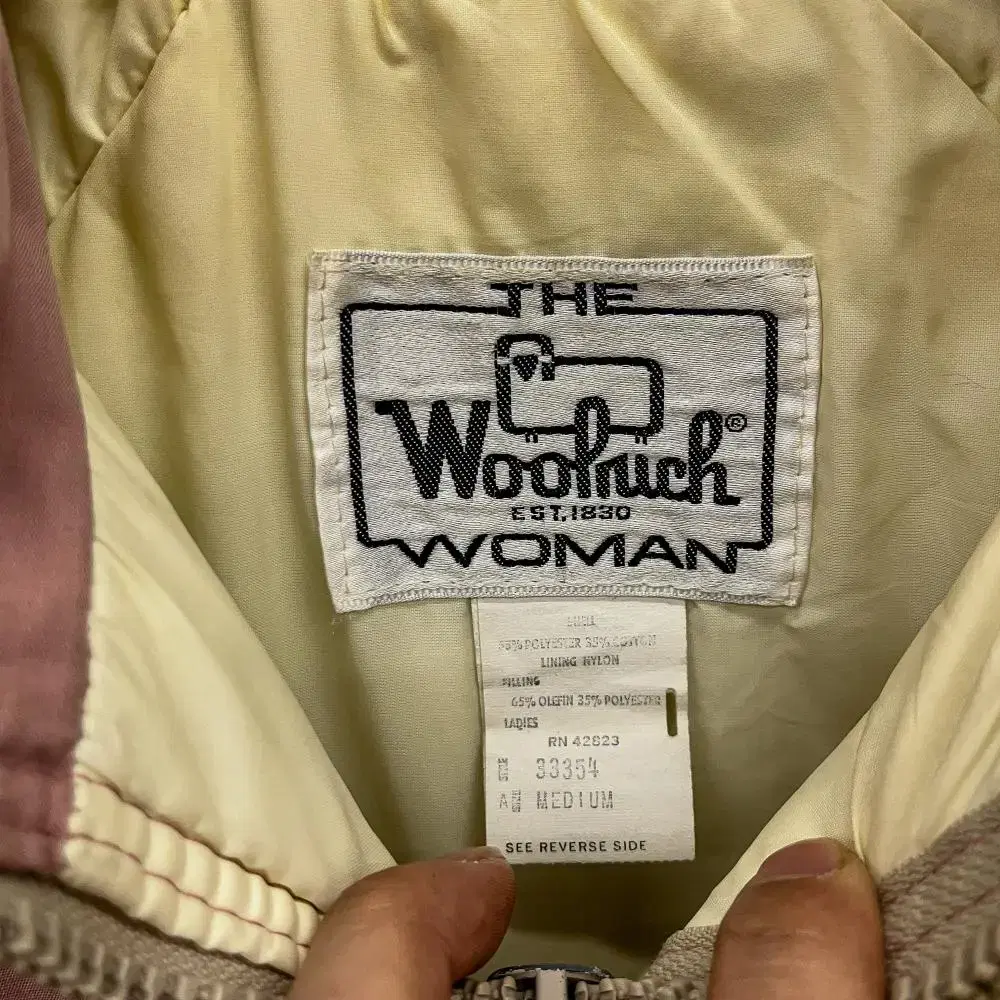 THE
Woolrich®
EST. 1830
WOMAN
SHELL
65% POLYESTER 35% COTTON
LINING NYLON
FILLING
65% OLEFIN 35% POLYESTER
LADIES
RN 42823
33354
MEDIUM
SEE REVERSE SIDE